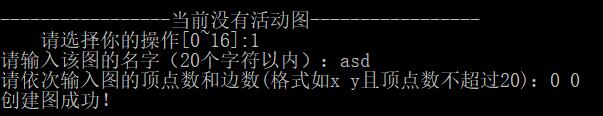 -----------------当前没有活动图-----------------
请选择你的操作[0~16]:1
请输入该图的名字（20个字符以内）：asd
请依次输入图的顶点数和边数(格式如x y且顶点数不超过20)：0 0
创建图成功！